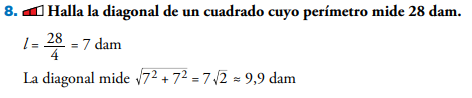 8. Halla la diagonal de un cuadrado cuyo perímetro mide 28 dam.
l = 28/4 = 7 dam
La diagonal mide √(7² + 7²) = 7√2 ≈ 9,9 dam